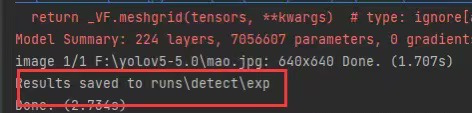 return _VF.meshgrid(tensors, **kwargs)  # type: ignore[a
Model Summary: 224 layers, 7056607 parameters, 0 gradient
image 1/1 F:\yolov5-5.0\mao.jpg: 640x640 Done. (1.707s)
Results saved to runs\detect\exp
Done. (2.734s)